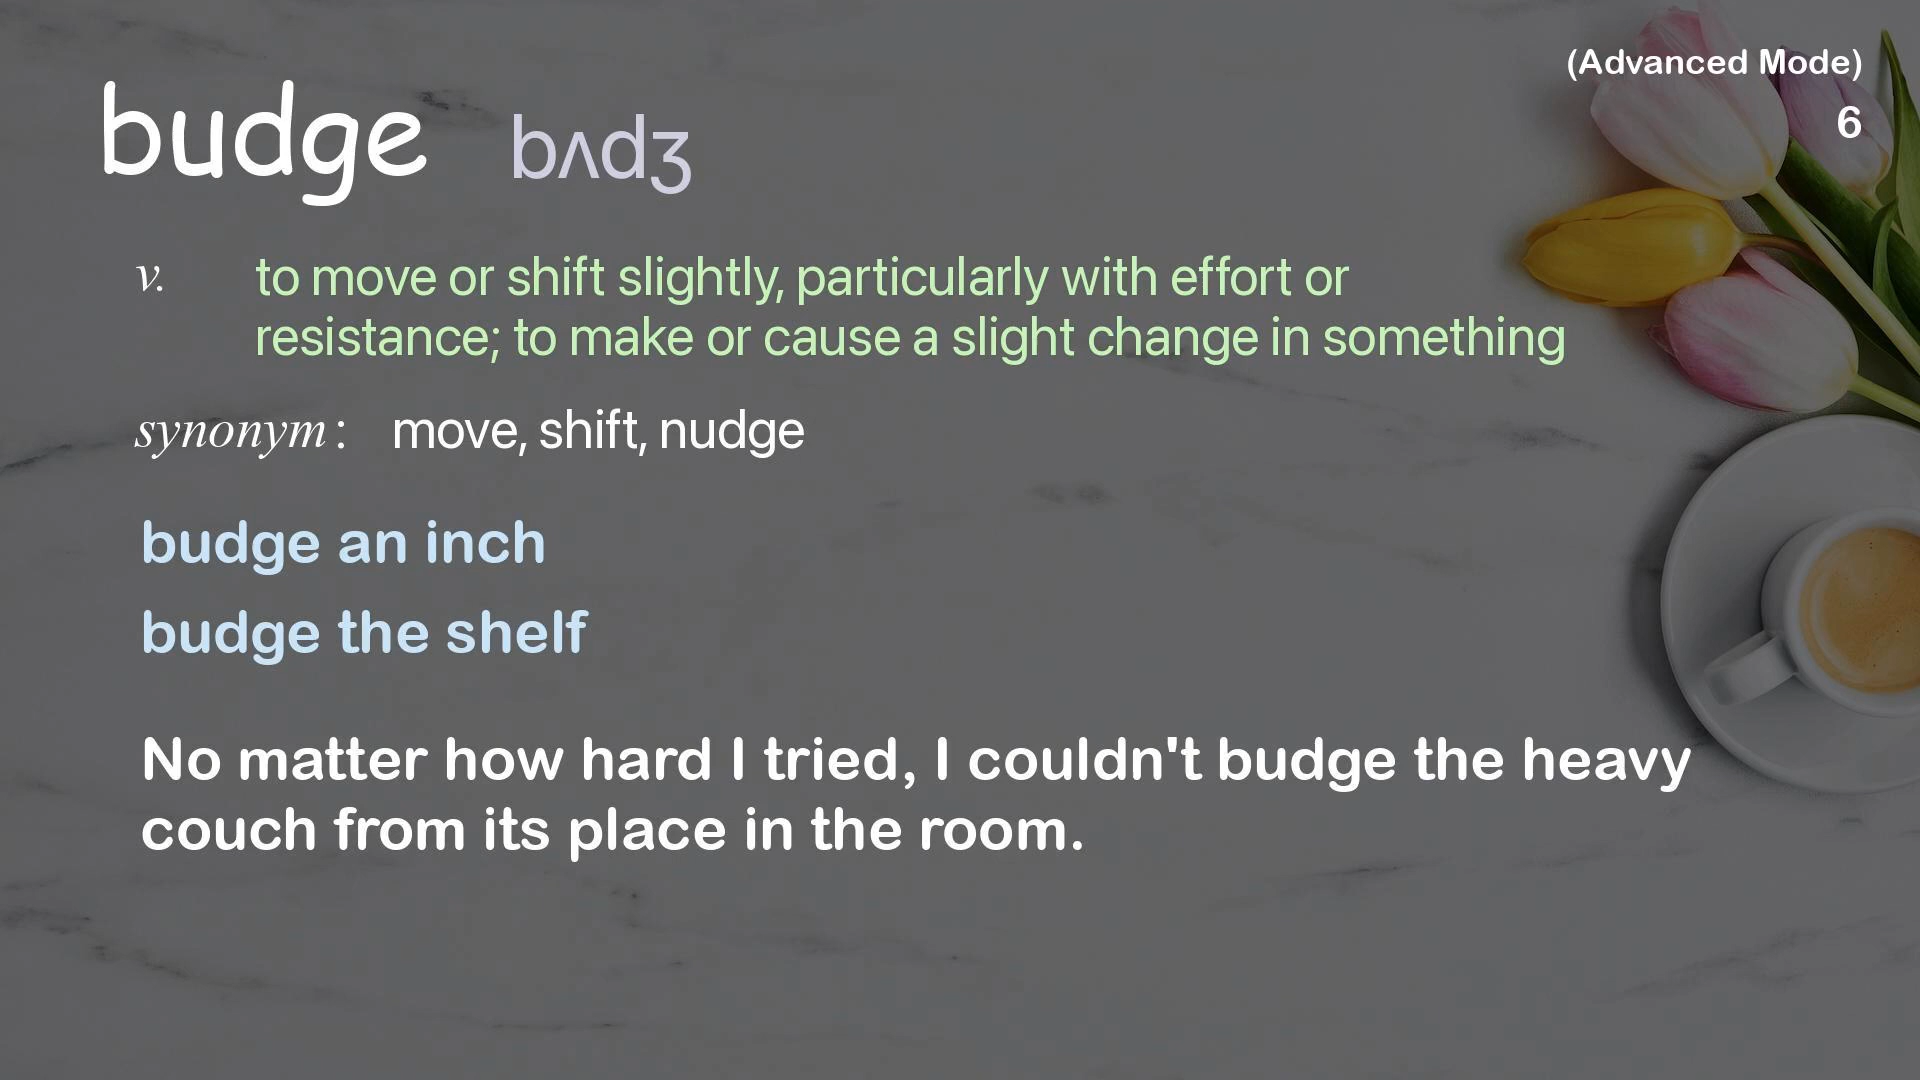 (Advanced Mode)
6
budge bʌdʒ
v. to move or shift slightly, particularly with effort or
resistance; to make or cause a slight change in something
synonym: move, shift, nudge
budge an inch
budge the shelf
No matter how hard I tried, I couldn't budge the heavy
couch from its place in the room.